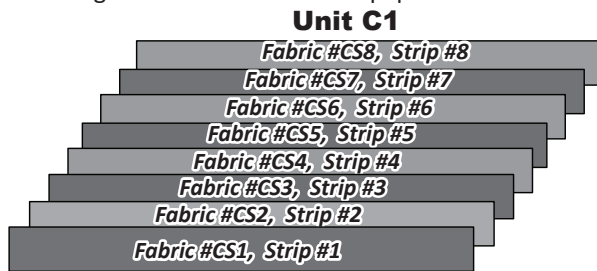 Unit C1
Fabric #CS8, Strip #8
Fabric #CS7, Strip #7
Fabric #CS6, Strip #6
Fabric #CS5, Strip #5
Fabric #CS4, Strip #4
Fabric #CS3, Strip #3
Fabric #CS2, Strip #2
Fabric #CS1, Strip #1